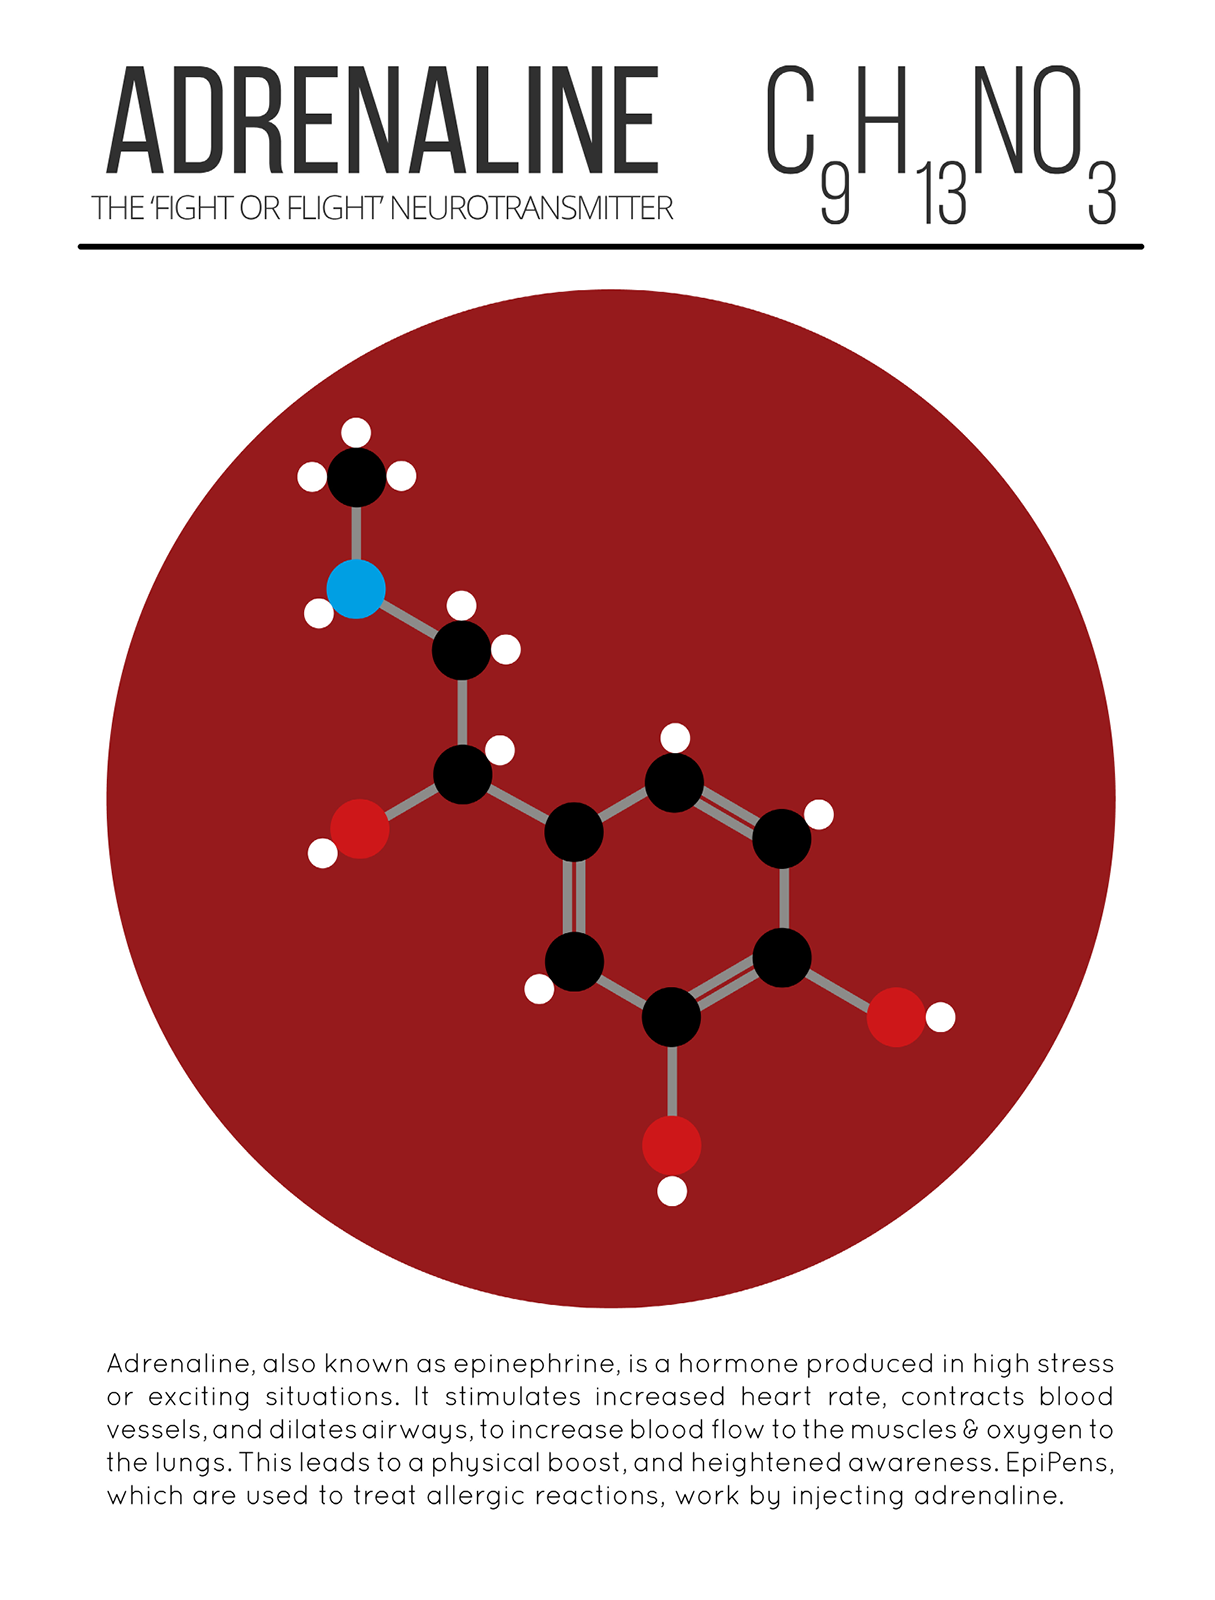 ADRENALINE
C9H13NO3
THE ‘FIGHT OR FLIGHT’ NEUROTRANSMITTER
Adrenaline, also known as epinephrine, is a hormone produced in high stress
or exciting situations. It stimulates increased heart rate, contracts blood
vessels, and dilates airways, to increase blood flow to the muscles & oxygen to
the lungs. This leads to a physical boost, and heightened awareness. EpiPens,
which are used to treat allergic reactions, work by injecting adrenaline.